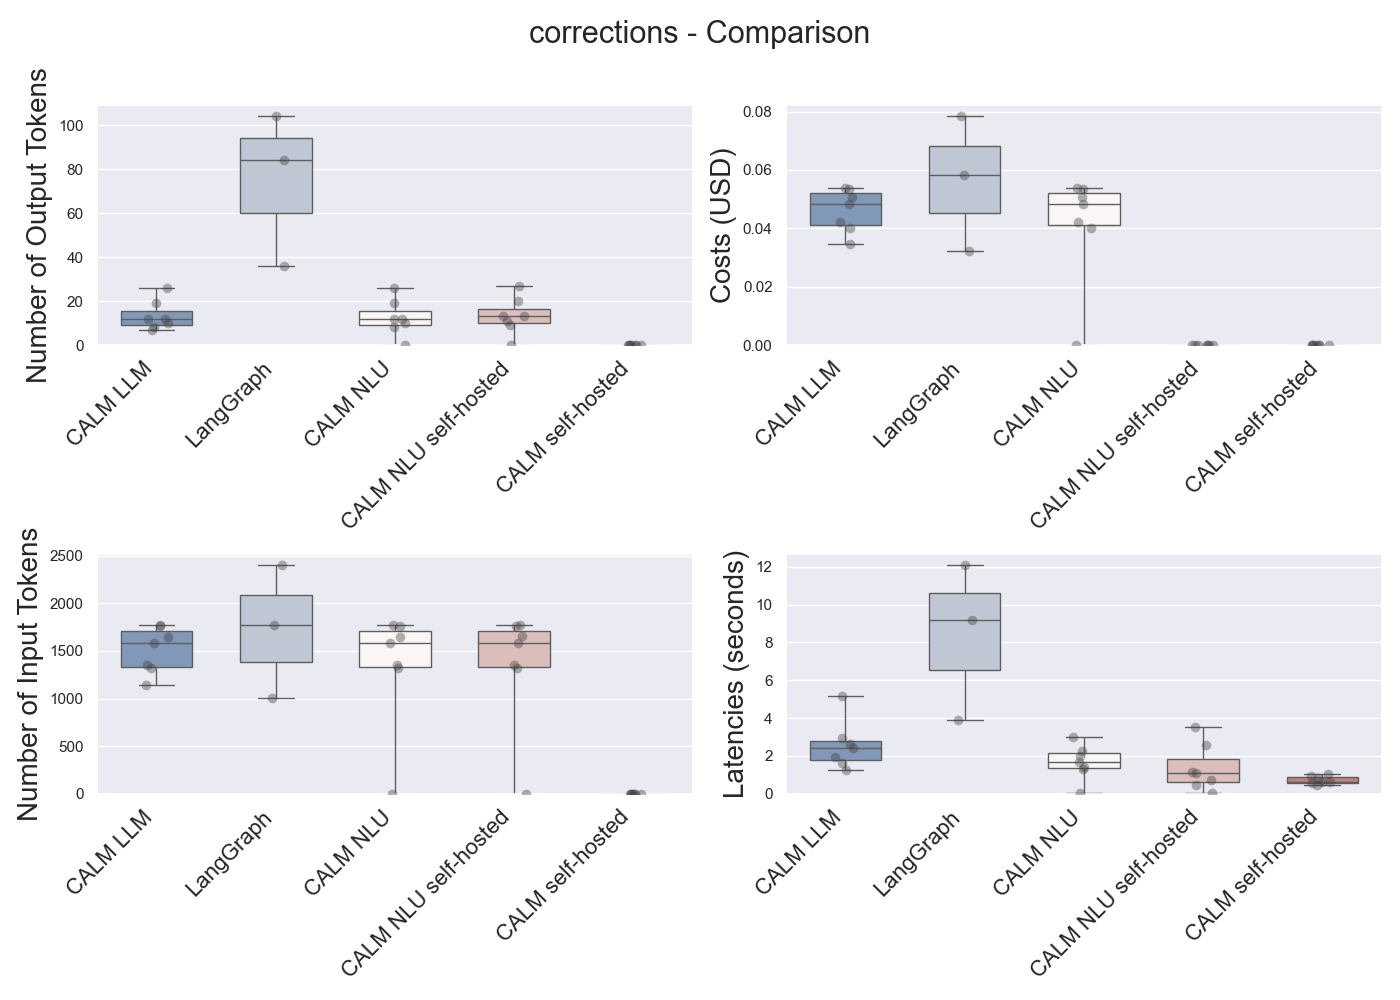 corrections - Comparison
Number of Output Tokens
100
80
60
40
20
0
CALM LLM
LangGraph
CALM NLU
CALM NLU self-hosted
CALM self-hosted
Costs (USD)
0.08
0.06
0.04
0.02
0.00
CALM LLM
LangGraph
CALM NLU
CALM NLU self-hosted
CALM self-hosted
Number of Input Tokens
2500
2000
1500
1000
500
0
CALM LLM
LangGraph
CALM NLU
CALM NLU self-hosted
CALM self-hosted
Latencies (seconds)
12
10
8
6
4
2
0
CALM LLM
LangGraph
CALM NLU
CALM NLU self-hosted
CALM self-hosted